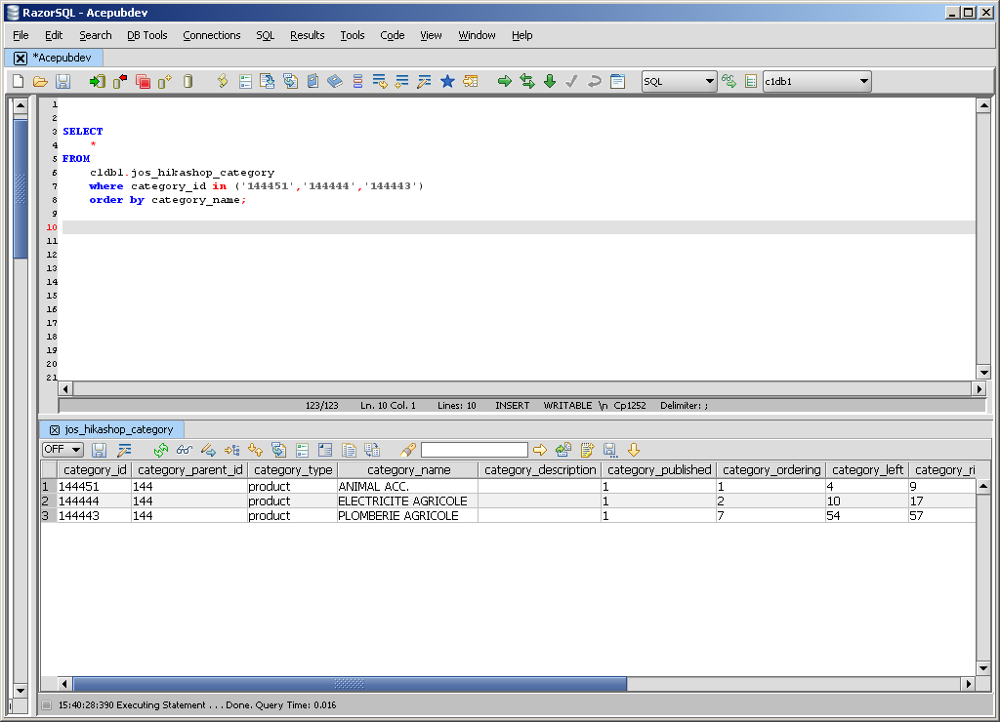 RazorSQL - Acepubdev
File Edit Search DB Tools Connections SQL Results Tools Code View Window Help
*Acepubdev
SQL c1db1
1
2
3 SELECT
4 *
5 FROM
6 c1db1.jos_hikashop_category
7 where category_id in ('144451','144444','144443')
8 order by category_name;
9
10
11
12
13
14
15
16
17
18
19
20
21
123/123 Ln. 10 Col. 1 Lines: 10 INSERT WRITABLE \n Cp1252 Delimiter: ;
jos_hikashop_category
OFF
category_id category_parent_id category_type category_name category_description category_published category_ordering category_left category_ri
1 144451 144 product ANIMAL ACC. 1 1 4 9
2 144444 144 product ELECTRICITE AGRICOLE 1 2 10 17
3 144443 144 product PLOMBERIE AGRICOLE 1 7 54 57
15:40:28:390 Executing Statement . . . Done. Query Time: 0.016